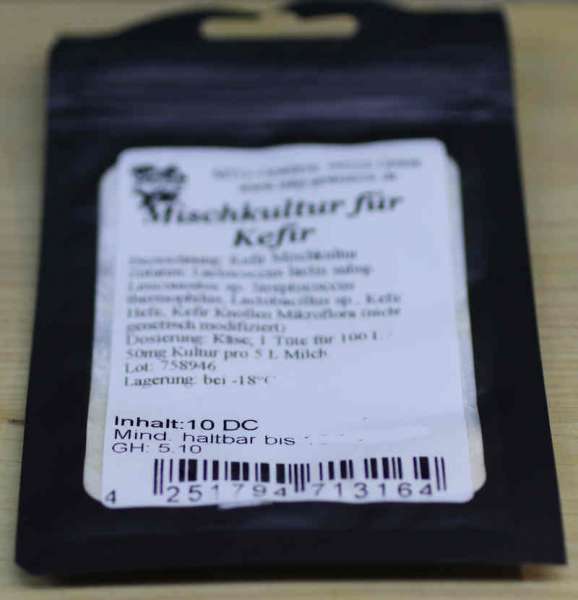 Mischkultur für
Kefir
Bezeichnung: Kefir Mischkultur
Zutaten: Lactococcus lactis subsp.
Leuconostoc sp. Streptococcus
thermophilus, Lactobacillus sp., Kefir
Hefe, Kefir Knollen Mikroflora (nicht
genetisch modifiziert)
Dosierung: Käse; 1 Tüte für 100 L
50mg Kultur pro 5 L Milch
Lot: 758946
Lagerung: bei -18°C
Inhalt:10 DC
Mind. haltbar bis
GH: 5.10
4 251794 713164